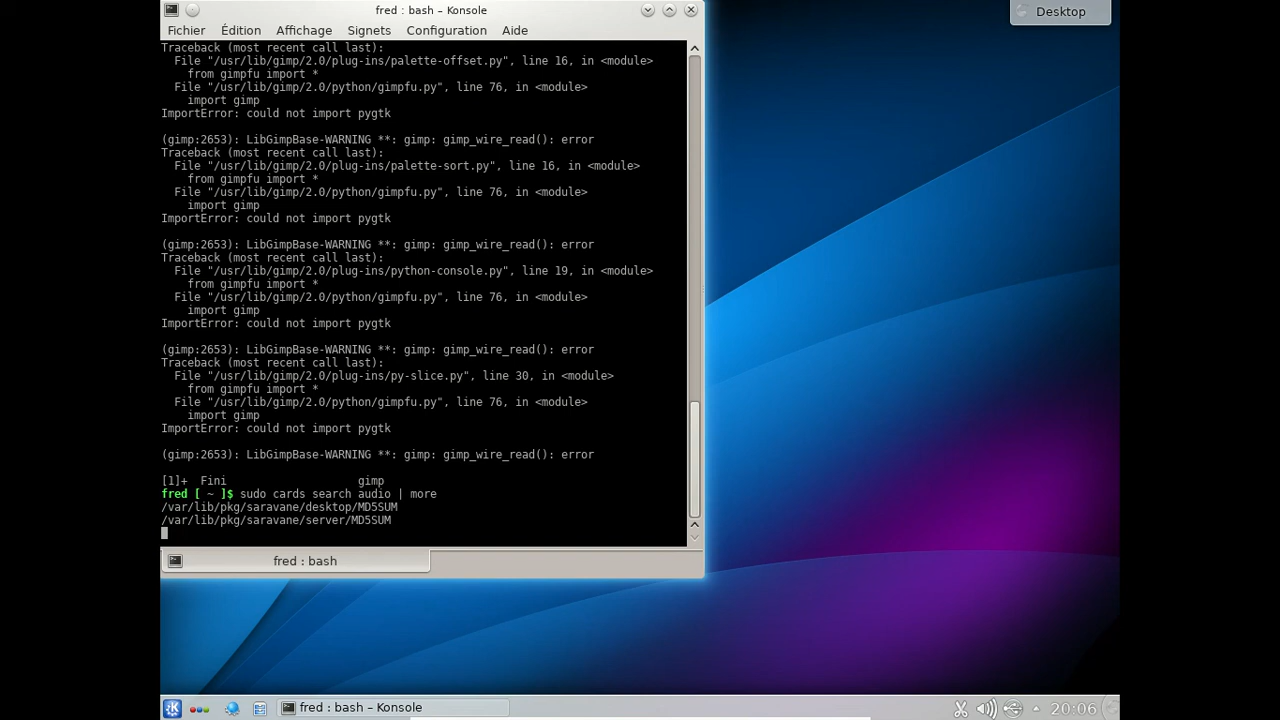 fred : bash – Konsole
Desktop
Fichier Édition Affichage Signets Configuration Aide
Traceback (most recent call last):
  File "/usr/lib/gimp/2.0/plug-ins/palette-offset.py", line 16, in <module>
    from gimpfu import *
  File "/usr/lib/gimp/2.0/python/gimpfu.py", line 76, in <module>
    import gimp
ImportError: could not import pygtk
(gimp:2653): LibGimpBase-WARNING **: gimp: gimp_wire_read(): error
Traceback (most recent call last):
  File "/usr/lib/gimp/2.0/plug-ins/palette-sort.py", line 16, in <module>
    from gimpfu import *
  File "/usr/lib/gimp/2.0/python/gimpfu.py", line 76, in <module>
    import gimp
ImportError: could not import pygtk
(gimp:2653): LibGimpBase-WARNING **: gimp: gimp_wire_read(): error
Traceback (most recent call last):
  File "/usr/lib/gimp/2.0/plug-ins/python-console.py", line 19, in <module>
    from gimpfu import *
  File "/usr/lib/gimp/2.0/python/gimpfu.py", line 76, in <module>
    import gimp
ImportError: could not import pygtk
(gimp:2653): LibGimpBase-WARNING **: gimp: gimp_wire_read(): error
Traceback (most recent call last):
  File "/usr/lib/gimp/2.0/plug-ins/py-slice.py", line 30, in <module>
    from gimpfu import *
  File "/usr/lib/gimp/2.0/python/gimpfu.py", line 76, in <module>
    import gimp
ImportError: could not import pygtk
(gimp:2653): LibGimpBase-WARNING **: gimp: gimp_wire_read(): error
[1]+  Fini                    gimp
fred [ ~ ]$ sudo cards search audio | more
/var/lib/pkg/saravane/desktop/MD5SUM
/var/lib/pkg/saravane/server/MD5SUM
fred : bash
fred : bash – Konsole
20:06